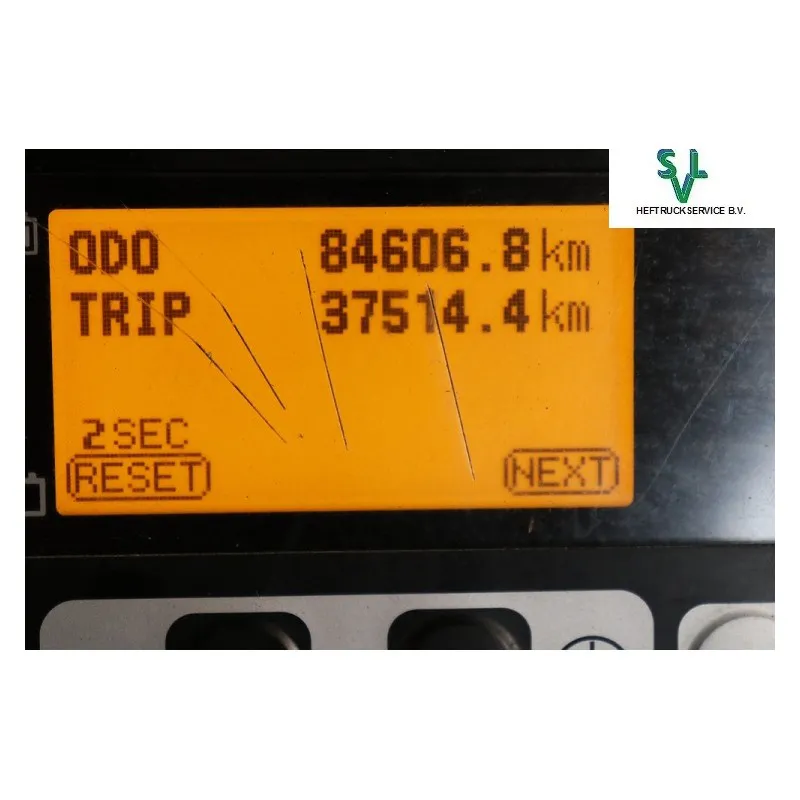 SVL
HEFTRUCKSERVICE B.V.
ODO 84606.8 km
TRIP 37514.4 km
2 SEC
RESET NEXT